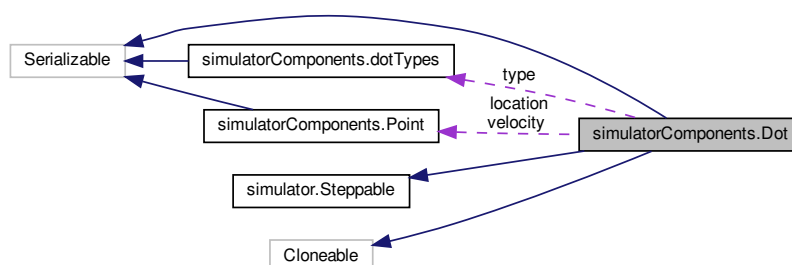 Serializable
simulatorComponents.dotTypes
type
simulatorComponents.Point
location
velocity
simulatorComponents.Dot
simulator.Steppable
Cloneable